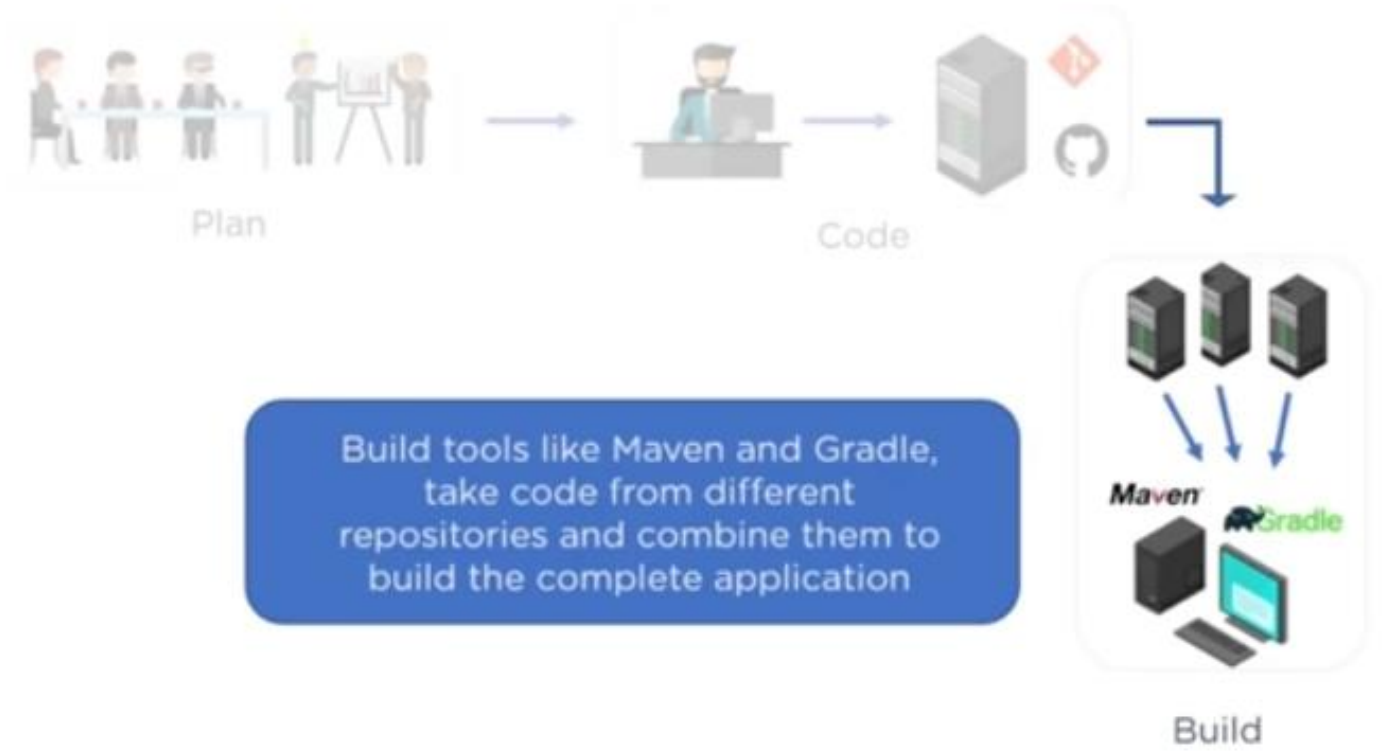 Plan
Code
Build tools like Maven and Gradle,
take code from different
repositories and combine them to
build the complete application
Maven
Gradle
Build